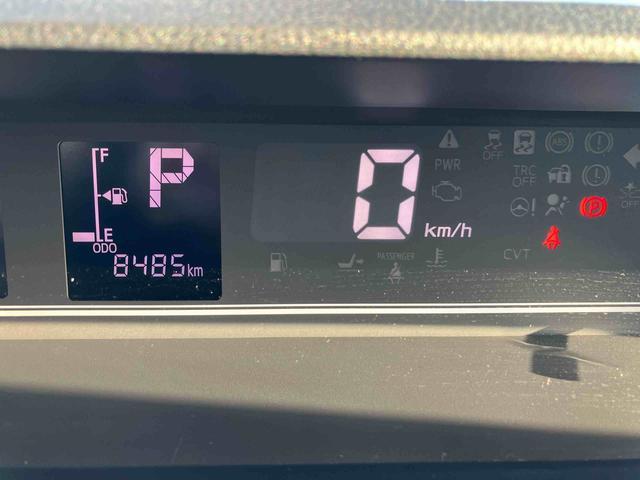 F
E
ODO
8485km
P
0 km/h
PWR
OFF
ABS
TRC
OFF
OFF
P
PASSENGER
CVT